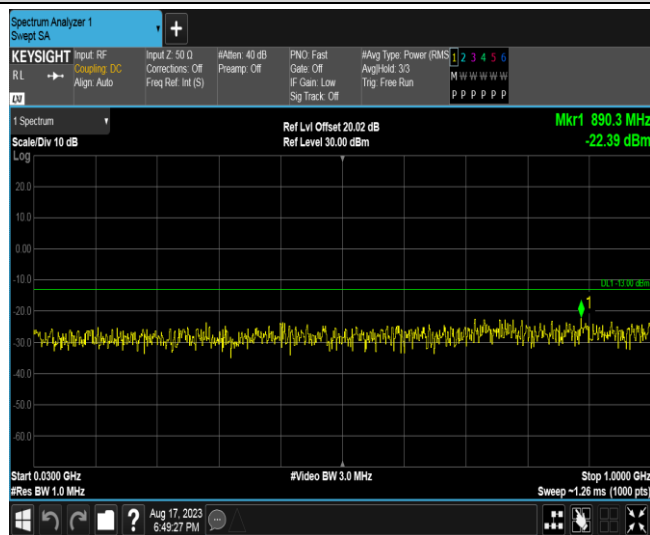 Spectrum Analyzer 1
Swept SA
+
KEYSIGHT Input: RF Input Z: 50 Ω #Atten: 40 dB PNO: Fast #Avg Type: Power (RMS 1 2 3 4 5 6
RL Coupling: DC Corrections: Off Preamp: Off Gate: Off Avg|Hold: 3/3 M W W W W W
Align: Auto Freq Ref: Int (S) IF Gain: Low Trig: Free Run
LXI Sig Track: Off P P P P P P
1 Spectrum Ref Lvl Offset 20.02 dB Mkr1 890.3 MHz
Scale/Div 10 dB Ref Level 30.00 dBm -22.39 dBm
Log
20.0
10.0
0.00
-10.0
DL1 -13.00 dBm
1
-20.0
-30.0
-40.0
-50.0
-60.0
Start 0.0300 GHz #Video BW 3.0 MHz Stop 1.0000 GHz
#Res BW 1.0 MHz Sweep ~1.26 ms (1000 pts)
? Aug 17, 2023
6:49:27 PM